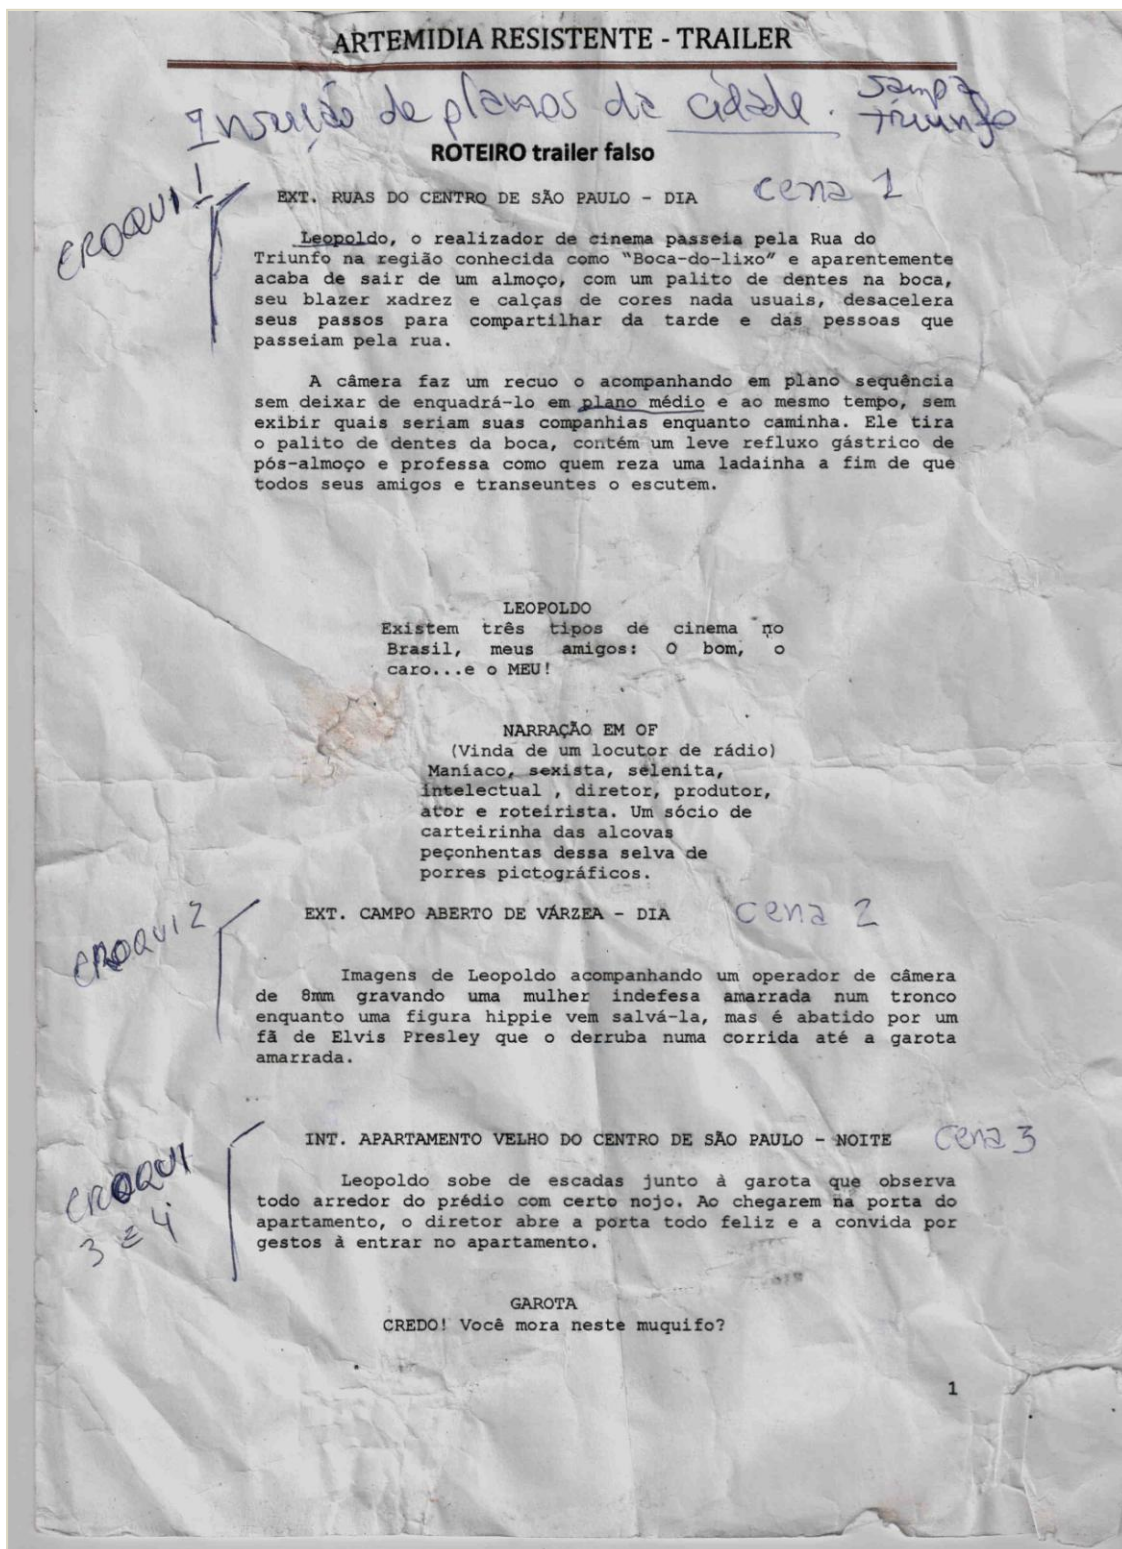 ARTEMIDIA RESISTENTE - TRAILER
Inserção de planos da cidade. Sampa
Triunfo
ROTEIRO trailer falso
CROQUI 1
EXT. RUAS DO CENTRO DE SÃO PAULO - DIA cena 1
Leopoldo, o realizador de cinema passeia pela Rua do
Triunfo na região conhecida como "Boca-do-lixo" e aparentemente
acaba de sair de um almoço, com um palito de dentes na boca,
seu blazer xadrez e calças de cores nada usuais, desacelera
seus passos para compartilhar da tarde e das pessoas que
passeiam pela rua.
A câmera faz um recuo o acompanhando em plano sequência
sem deixar de enquadrá-lo em plano médio e ao mesmo tempo, sem
exibir quais seriam suas companhias enquanto caminha. Ele tira
o palito de dentes da boca, contém um leve refluxo gástrico de
pós-almoço e professa como quem reza uma ladainha a fim de que
todos seus amigos e transeuntes o escutem.
LEOPOLDO
Existem três tipos de cinema no
Brasil, meus amigos: O bom, o
caro...e o MEU!
NARRAÇÃO EM OF
(Vinda de um locutor de rádio)
Maníaco, sexista, selenita,
intelectual , diretor, produtor,
ator e roteirista. Um sócio de
carteirinha das alcovas
peçonhentas dessa selva de
porres pictográficos.
CROQUI 2
EXT. CAMPO ABERTO DE VÁRZEA - DIA cena 2
Imagens de Leopoldo acompanhando um operador de câmera
de 8mm gravando uma mulher indefesa amarrada num tronco
enquanto uma figura hippie vem salvá-la, mas é abatido por um
fã de Elvis Presley que o derruba numa corrida até a garota
amarrada.
CROQUI
3 E 4
INT. APARTAMENTO VELHO DO CENTRO DE SÃO PAULO - NOITE cena 3
Leopoldo sobe de escadas junto à garota que observa
todo arredor do prédio com certo nojo. Ao chegarem na porta do
apartamento, o diretor abre a porta todo feliz e a convida por
gestos à entrar no apartamento.
GAROTA
CREDO! Você mora neste muquifo?
1